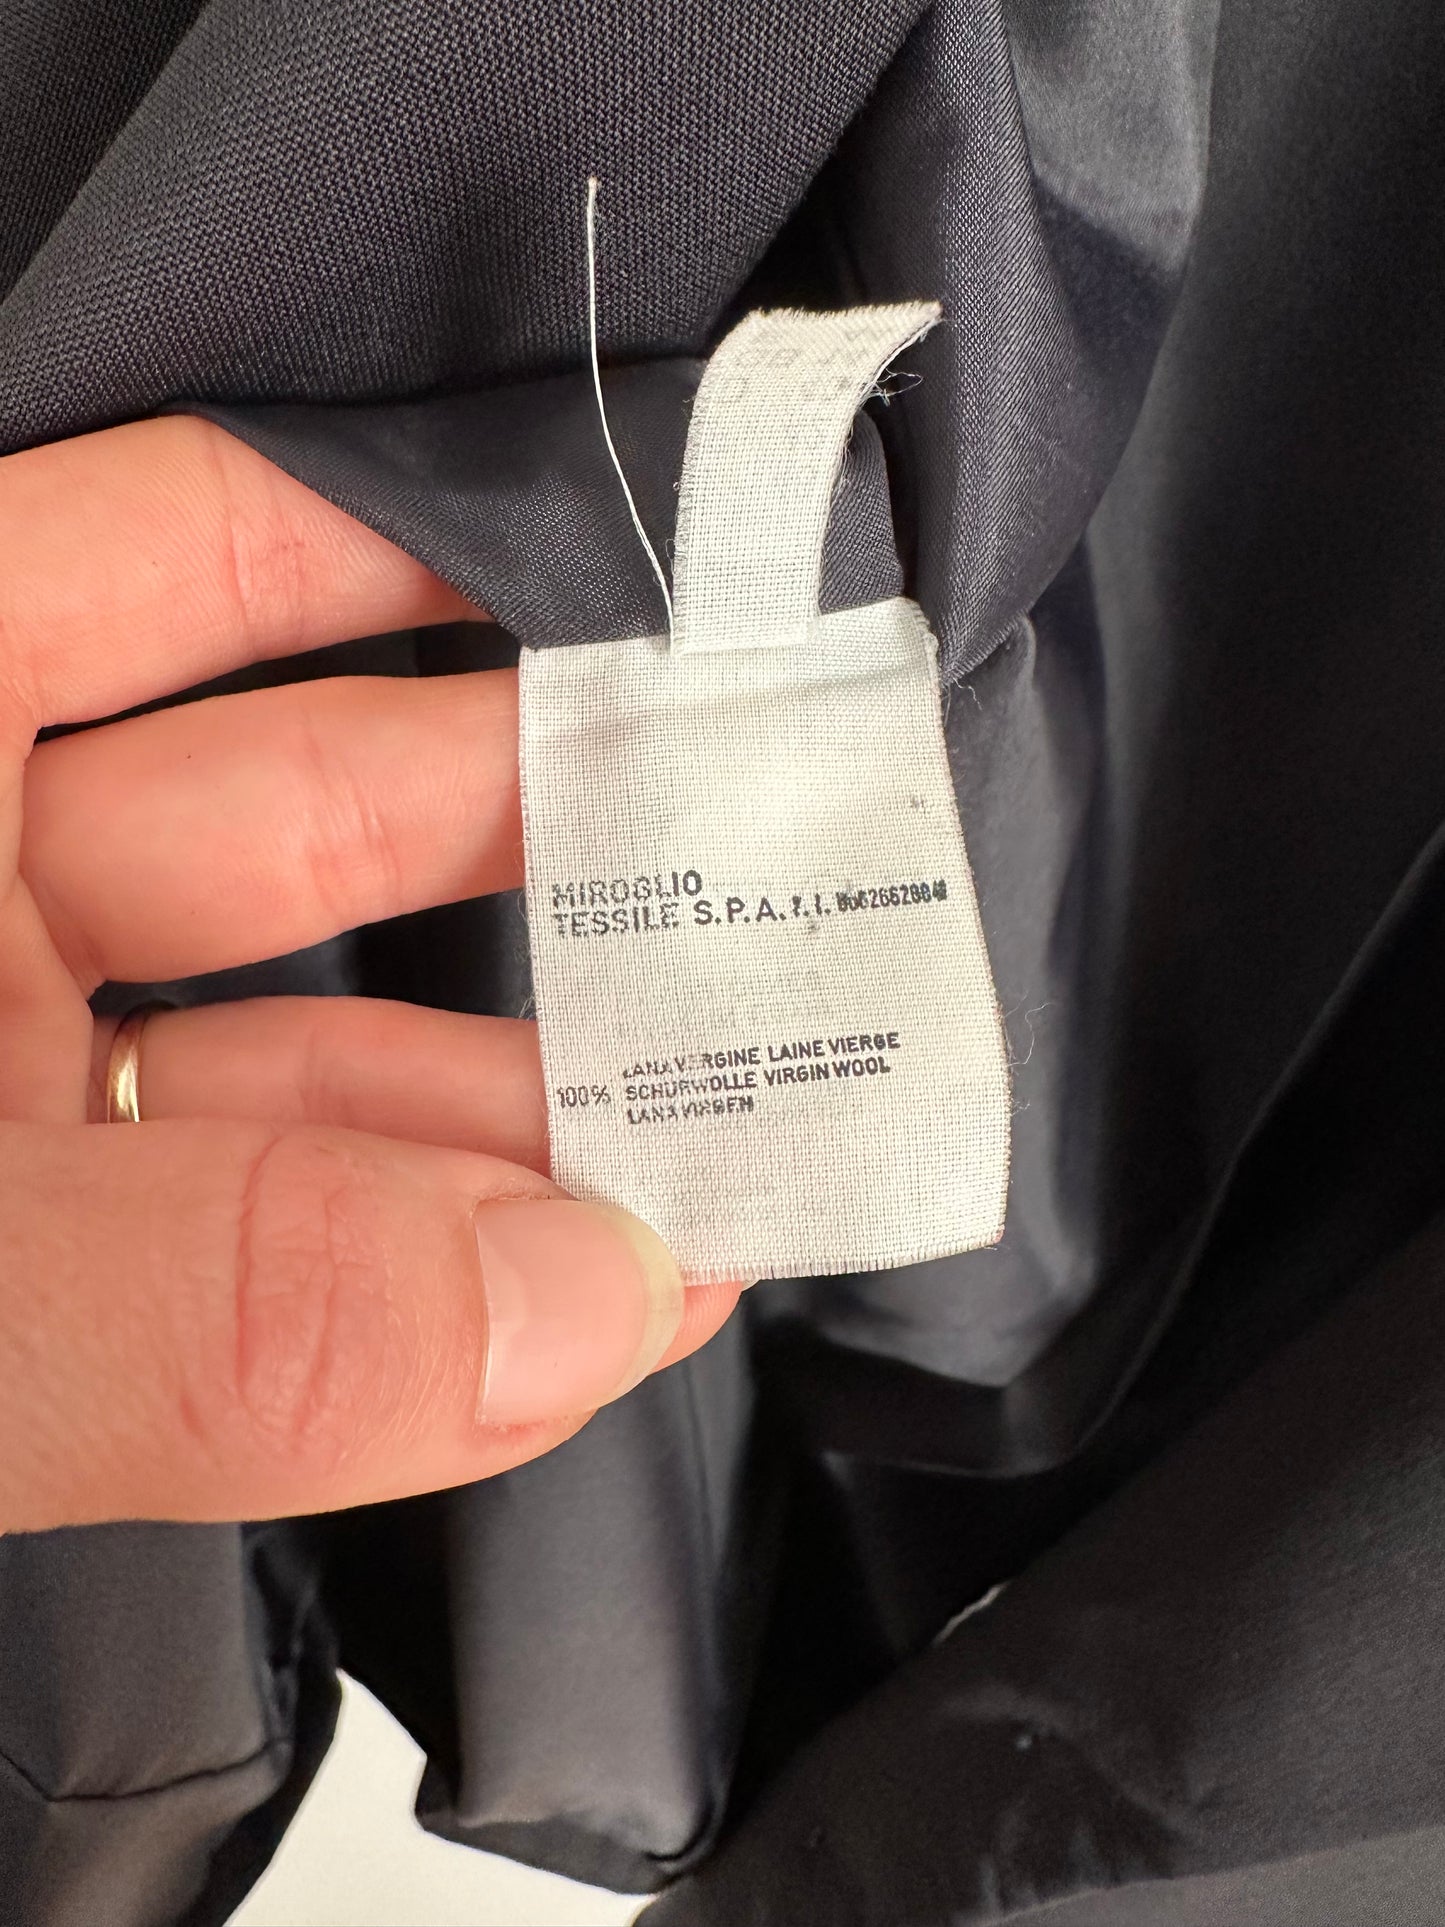 MIROGLIO
TESSILE S.P.A.
LANA VERGINE LAINE VIERGE
100% SCHURWOLLE VIRGIN WOOL
LANA VIRGEN